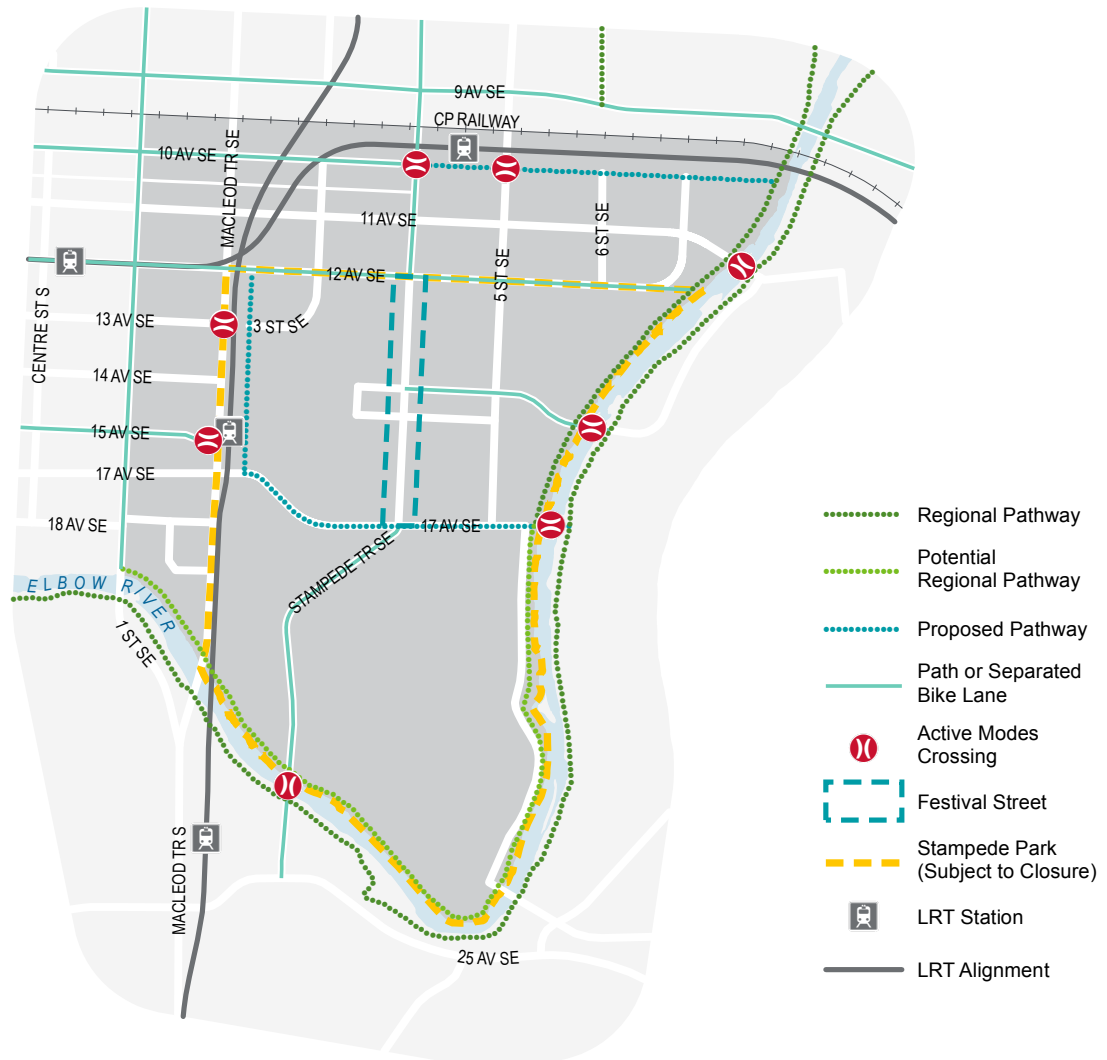 9 AV SE
CP RAILWAY
10 AV SE
MACLEOD TR SE
11 AV SE
6 ST SE
5 ST SE
12 AV SE
CENTRE ST S
13 AV SE
3 ST SE
14 AV SE
15 AV SE
17 AV SE
18 AV SE
17 AV SE
STAMPEDE TR SE
ELBOW RIVER
1 ST SE
MACLEOD TR S
25 AV SE
Regional Pathway
Potential
Regional Pathway
Proposed Pathway
Path or Separated
Bike Lane
Active Modes
Crossing
Festival Street
Stampede Park
(Subject to Closure)
LRT Station
LRT Alignment